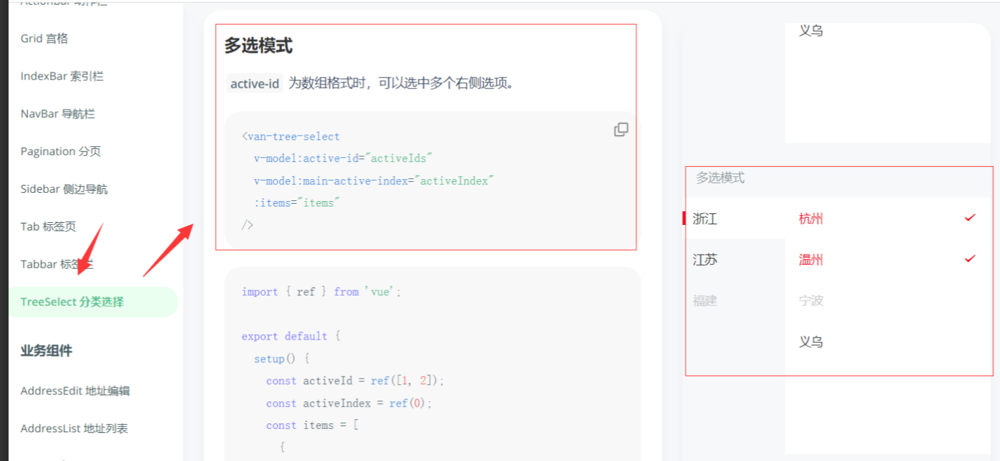 Grid 宫格
IndexBar 索引栏
NavBar 导航栏
Pagination 分页
Sidebar 侧边导航
Tab 标签页
Tabbar 标签栏
TreeSelect 分类选择
业务组件
AddressEdit 地址编辑
AddressList 地址列表
多选模式
active-id 为数组格式时，可以选中多个右侧选项。
<van-tree-select
v-model:active-id="activeIds"
v-model:main-active-index="activeIndex"
:items="items"
/>
import { ref } from 'vue';
export default {
setup() {
const activeId = ref([1, 2]);
const activeIndex = ref(0);
const items = [
{
义乌
多选模式
浙江 杭州
江苏 温州
福建 宁波
义乌